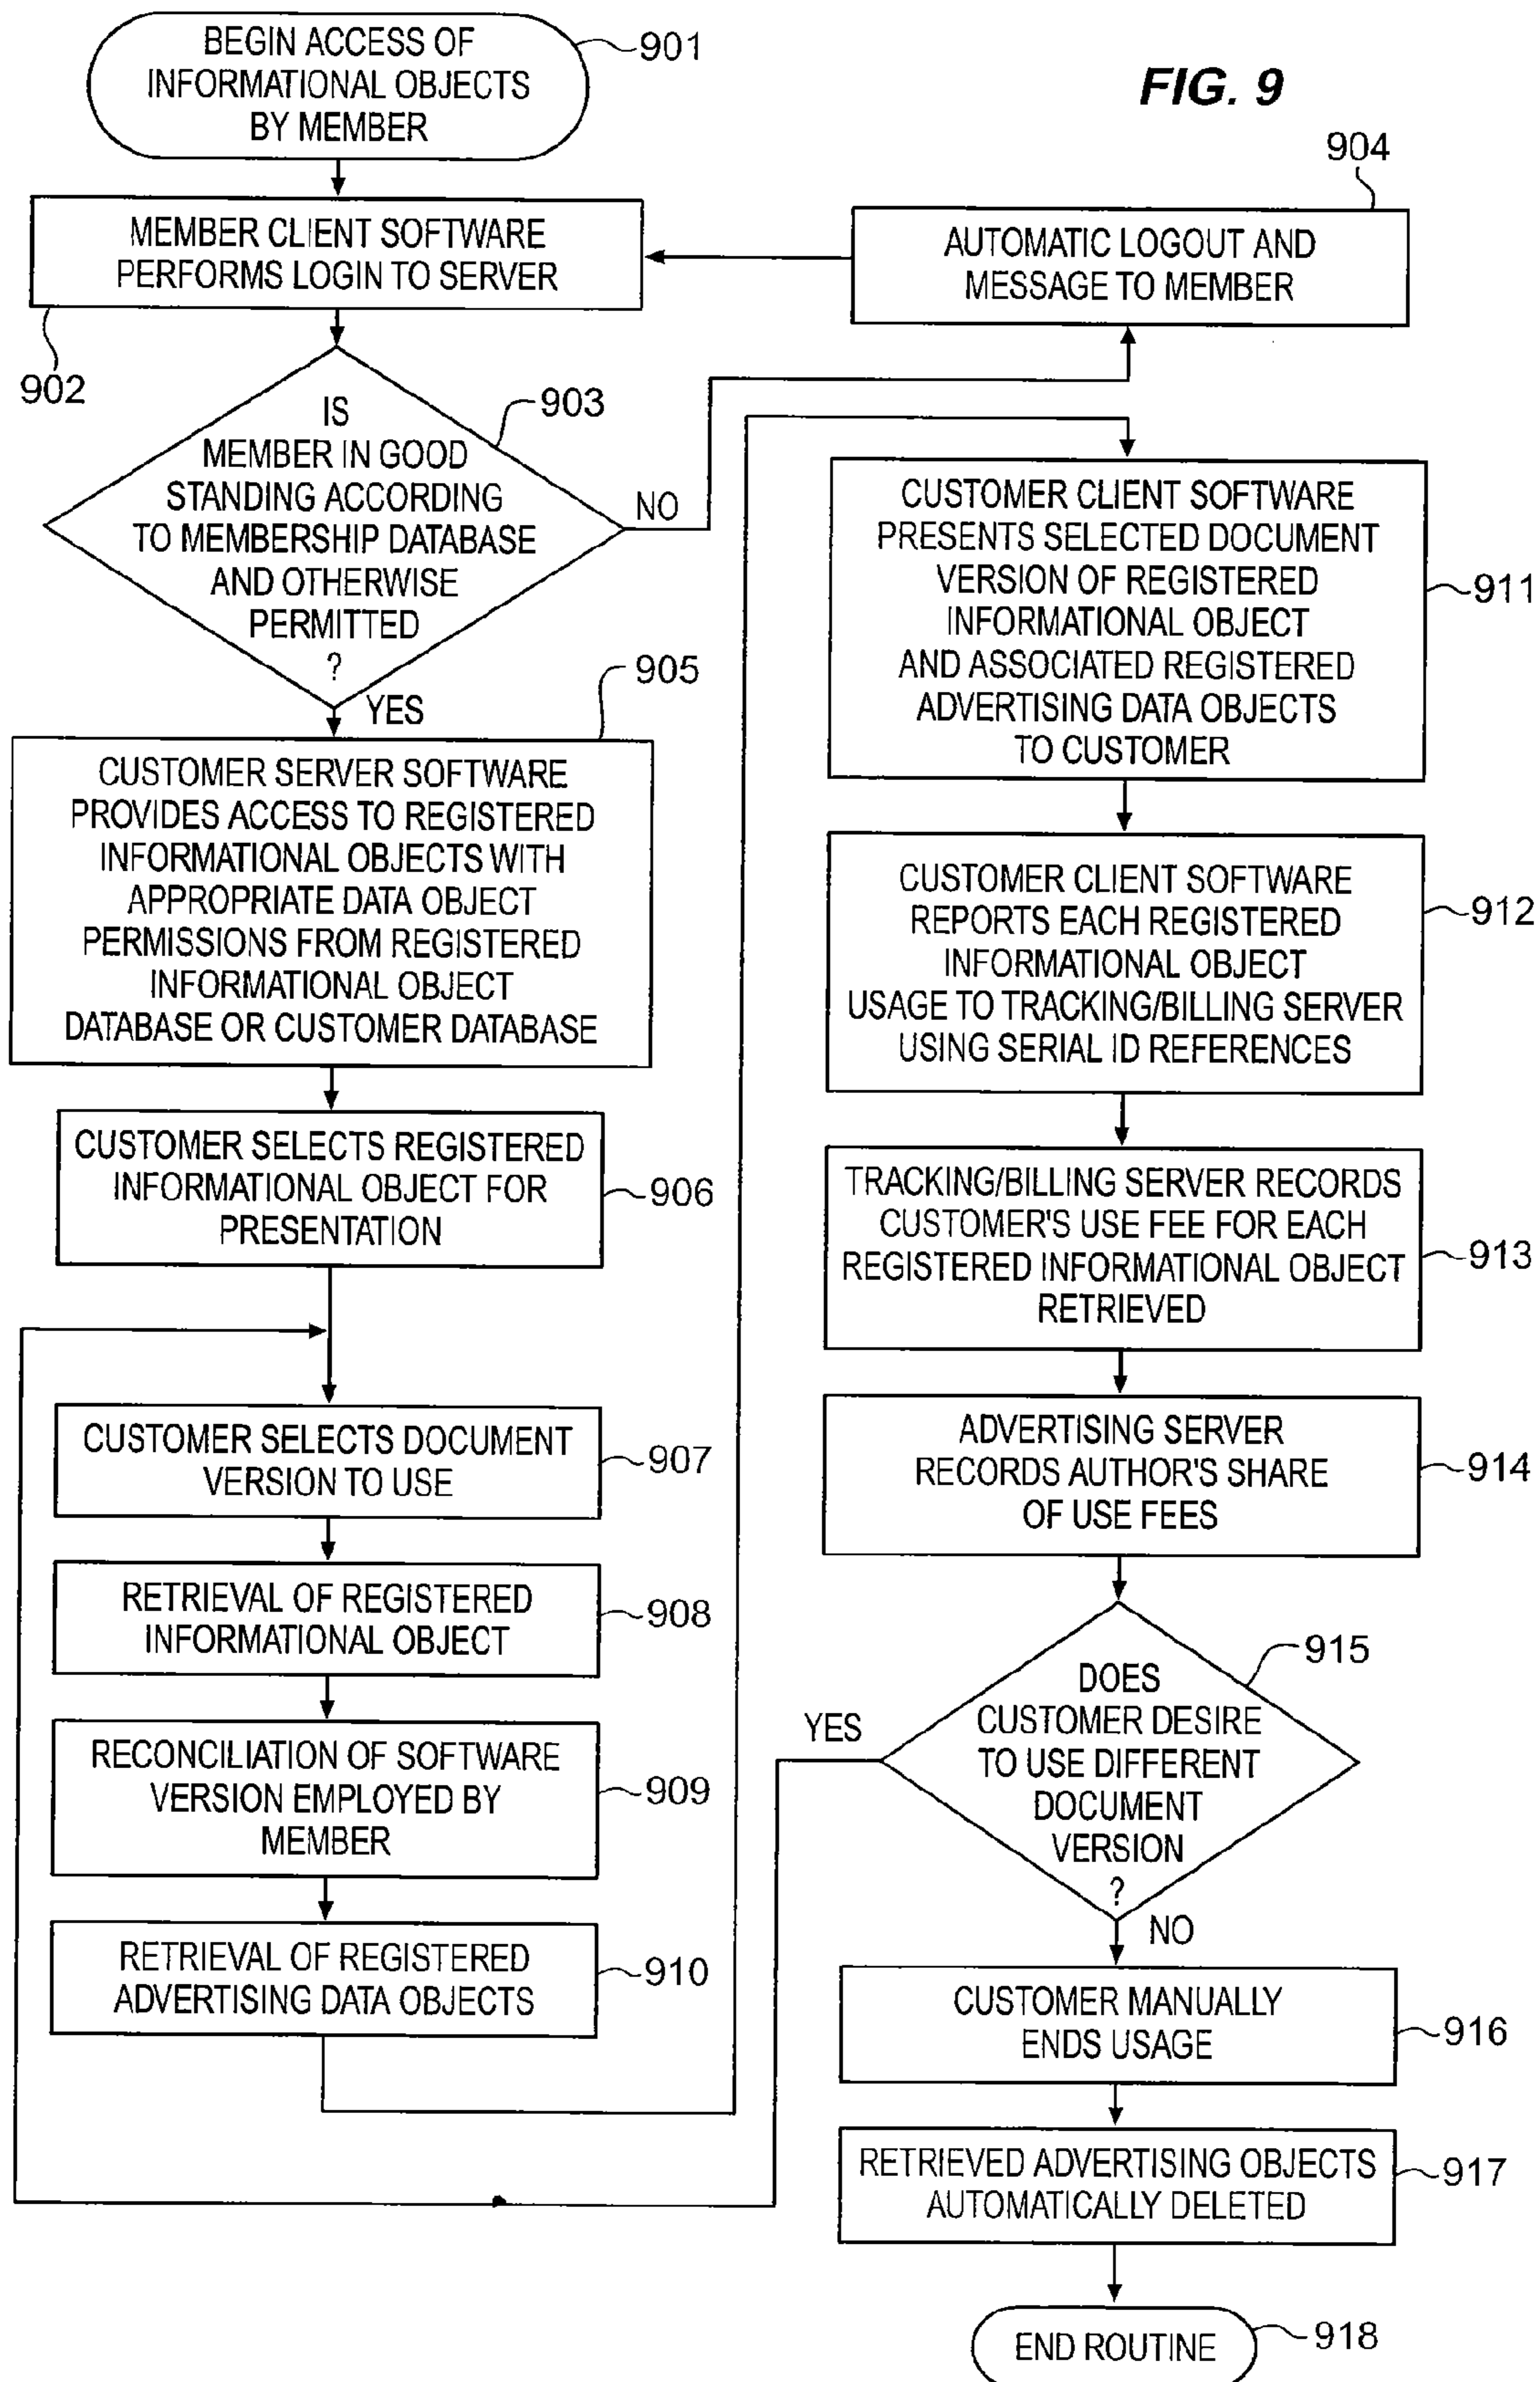 FIG. 9
BEGIN ACCESS OF
INFORMATIONAL OBJECTS
BY MEMBER
901
MEMBER CLIENT SOFTWARE
PERFORMS LOGIN TO SERVER
902
IS
MEMBER IN GOOD
STANDING ACCORDING
TO MEMBERSHIP DATABASE
AND OTHERWISE
PERMITTED
?
903
NO
YES
904
AUTOMATIC LOGOUT AND
MESSAGE TO MEMBER
905
CUSTOMER SERVER SOFTWARE
PROVIDES ACCESS TO REGISTERED
INFORMATIONAL OBJECTS WITH
APPROPRIATE DATA OBJECT
PERMISSIONS FROM REGISTERED
INFORMATIONAL OBJECT
DATABASE OR CUSTOMER DATABASE
CUSTOMER SELECTS REGISTERED
INFORMATIONAL OBJECT FOR
PRESENTATION
906
CUSTOMER SELECTS DOCUMENT
VERSION TO USE
907
RETRIEVAL OF REGISTERED
INFORMATIONAL OBJECT
908
RECONCILIATION OF SOFTWARE
VERSION EMPLOYED BY
MEMBER
909
RETRIEVAL OF REGISTERED
ADVERTISING DATA OBJECTS
910
CUSTOMER CLIENT SOFTWARE
PRESENTS SELECTED DOCUMENT
VERSION OF REGISTERED
INFORMATIONAL OBJECT
AND ASSOCIATED REGISTERED
ADVERTISING DATA OBJECTS
TO CUSTOMER
911
CUSTOMER CLIENT SOFTWARE
REPORTS EACH REGISTERED
INFORMATIONAL OBJECT
USAGE TO TRACKING/BILLING SERVER
USING SERIAL ID REFERENCES
912
TRACKING/BILLING SERVER RECORDS
CUSTOMER'S USE FEE FOR EACH
REGISTERED INFORMATIONAL OBJECT
RETRIEVED
913
ADVERTISING SERVER
RECORDS AUTHOR'S SHARE
OF USE FEES
914
DOES
CUSTOMER DESIRE
TO USE DIFFERENT
DOCUMENT
VERSION
?
915
YES
NO
CUSTOMER MANUALLY
ENDS USAGE
916
RETRIEVED ADVERTISING OBJECTS
AUTOMATICALLY DELETED
917
END ROUTINE
918